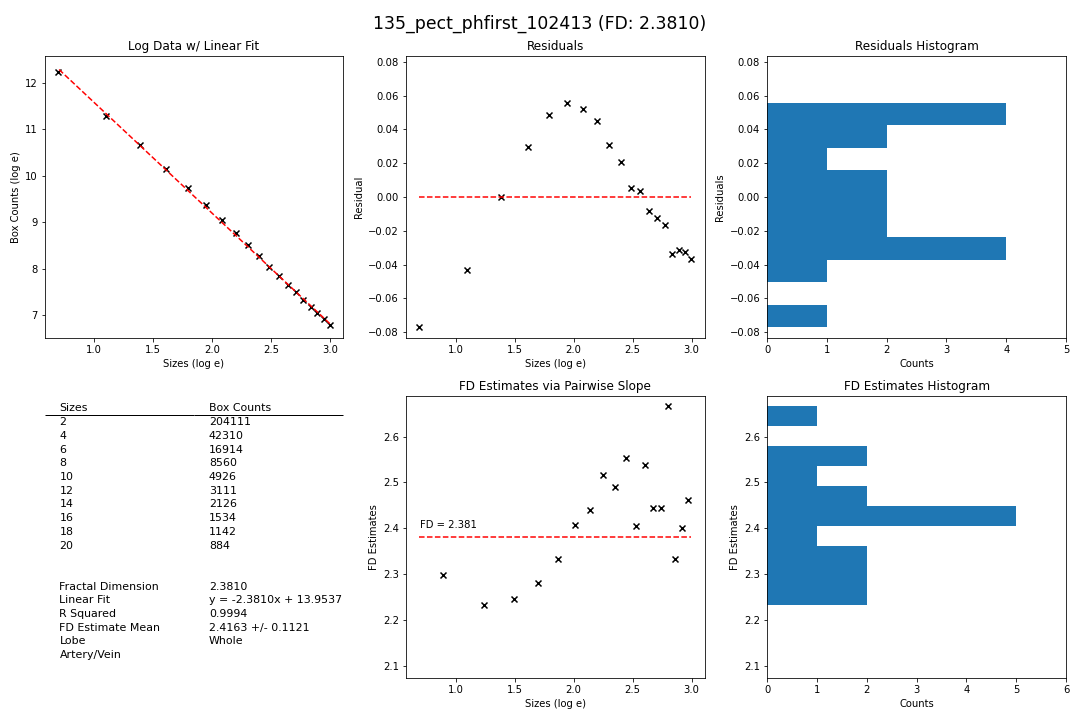 135_pect_phfirst_102413 (FD: 2.3810)
Log Data w/ Linear Fit
Box Counts (log e)
12
11
10
9
8
7
1.0 1.5 2.0 2.5 3.0
Sizes (log e)
Residuals
Residual
0.08
0.06
0.04
0.02
0.00
−0.02
−0.04
−0.06
−0.08
1.0 1.5 2.0 2.5 3.0
Sizes (log e)
Residuals Histogram
Residuals
0.08
0.06
0.04
0.02
0.00
−0.02
−0.04
−0.06
−0.08
0 1 2 3 4 5
Counts
Sizes Box Counts
2 204111
4 42310
6 16914
8 8560
10 4926
12 3111
14 2126
16 1534
18 1142
20 884
Fractal Dimension 2.3810
Linear Fit y = -2.3810x + 13.9537
R Squared 0.9994
FD Estimate Mean 2.4163 +/- 0.1121
Lobe Whole
Artery/Vein
FD Estimates via Pairwise Slope
FD Estimates
2.6
2.5
2.4
2.3
2.2
2.1
FD = 2.381
1.0 1.5 2.0 2.5 3.0
Sizes (log e)
FD Estimates Histogram
FD Estimates
2.6
2.5
2.4
2.3
2.2
2.1
0 1 2 3 4 5 6
Counts